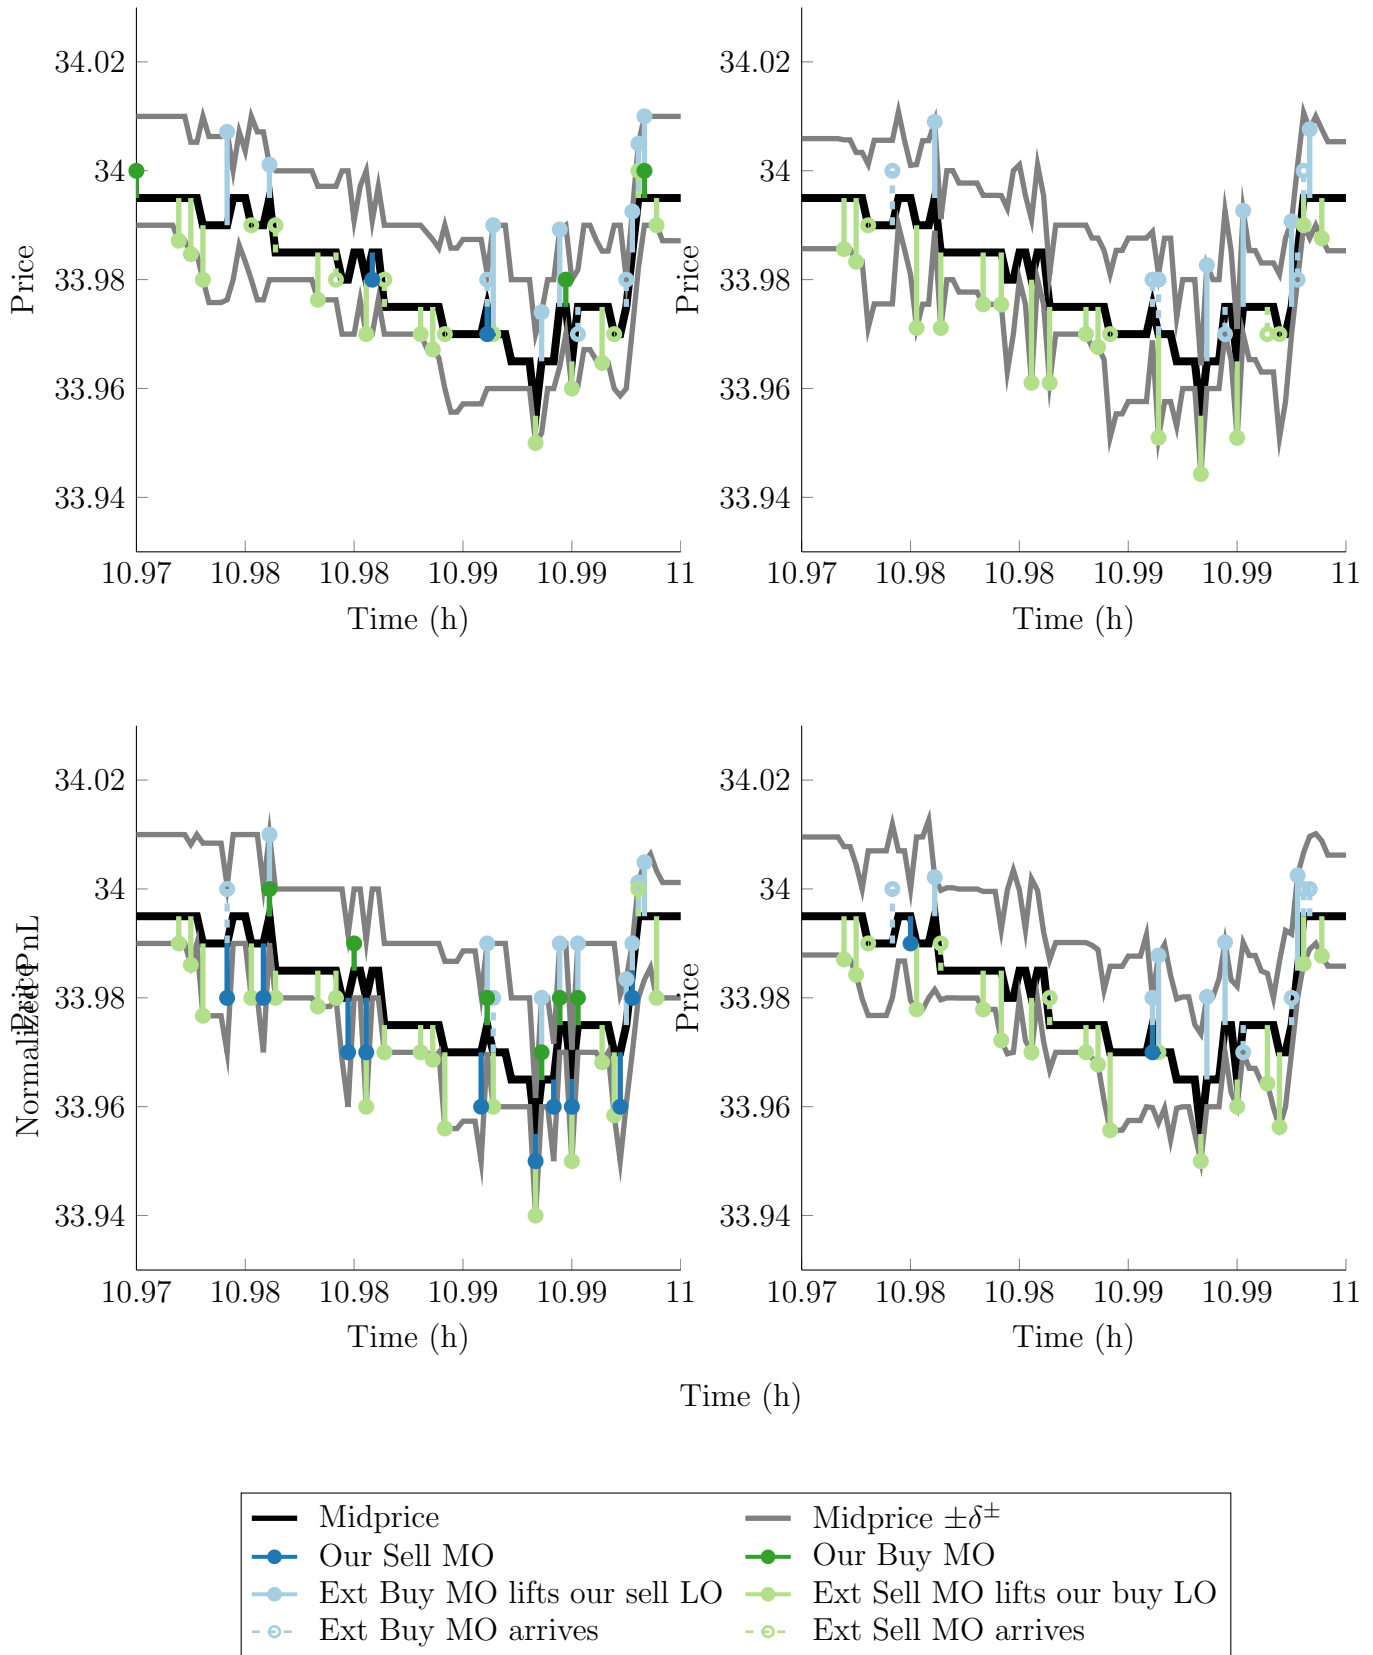 34.02
34
33.98
33.96
33.94
Price
10.97 10.98 10.98 10.99 10.99 11
Time (h)
34.02
34
33.98
33.96
33.94
Price
10.97 10.98 10.98 10.99 10.99 11
Time (h)
34.02
34
33.98
33.96
33.94
Price
Normalized PnL
10.97 10.98 10.98 10.99 10.99 11
Time (h)
34.02
34
33.98
33.96
33.94
Price
10.97 10.98 10.98 10.99 10.99 11
Time (h)
Time (h)
Midprice Midprice ±δ±
Our Sell MO Our Buy MO
Ext Buy MO lifts our sell LO Ext Sell MO lifts our buy LO
Ext Buy MO arrives Ext Sell MO arrives